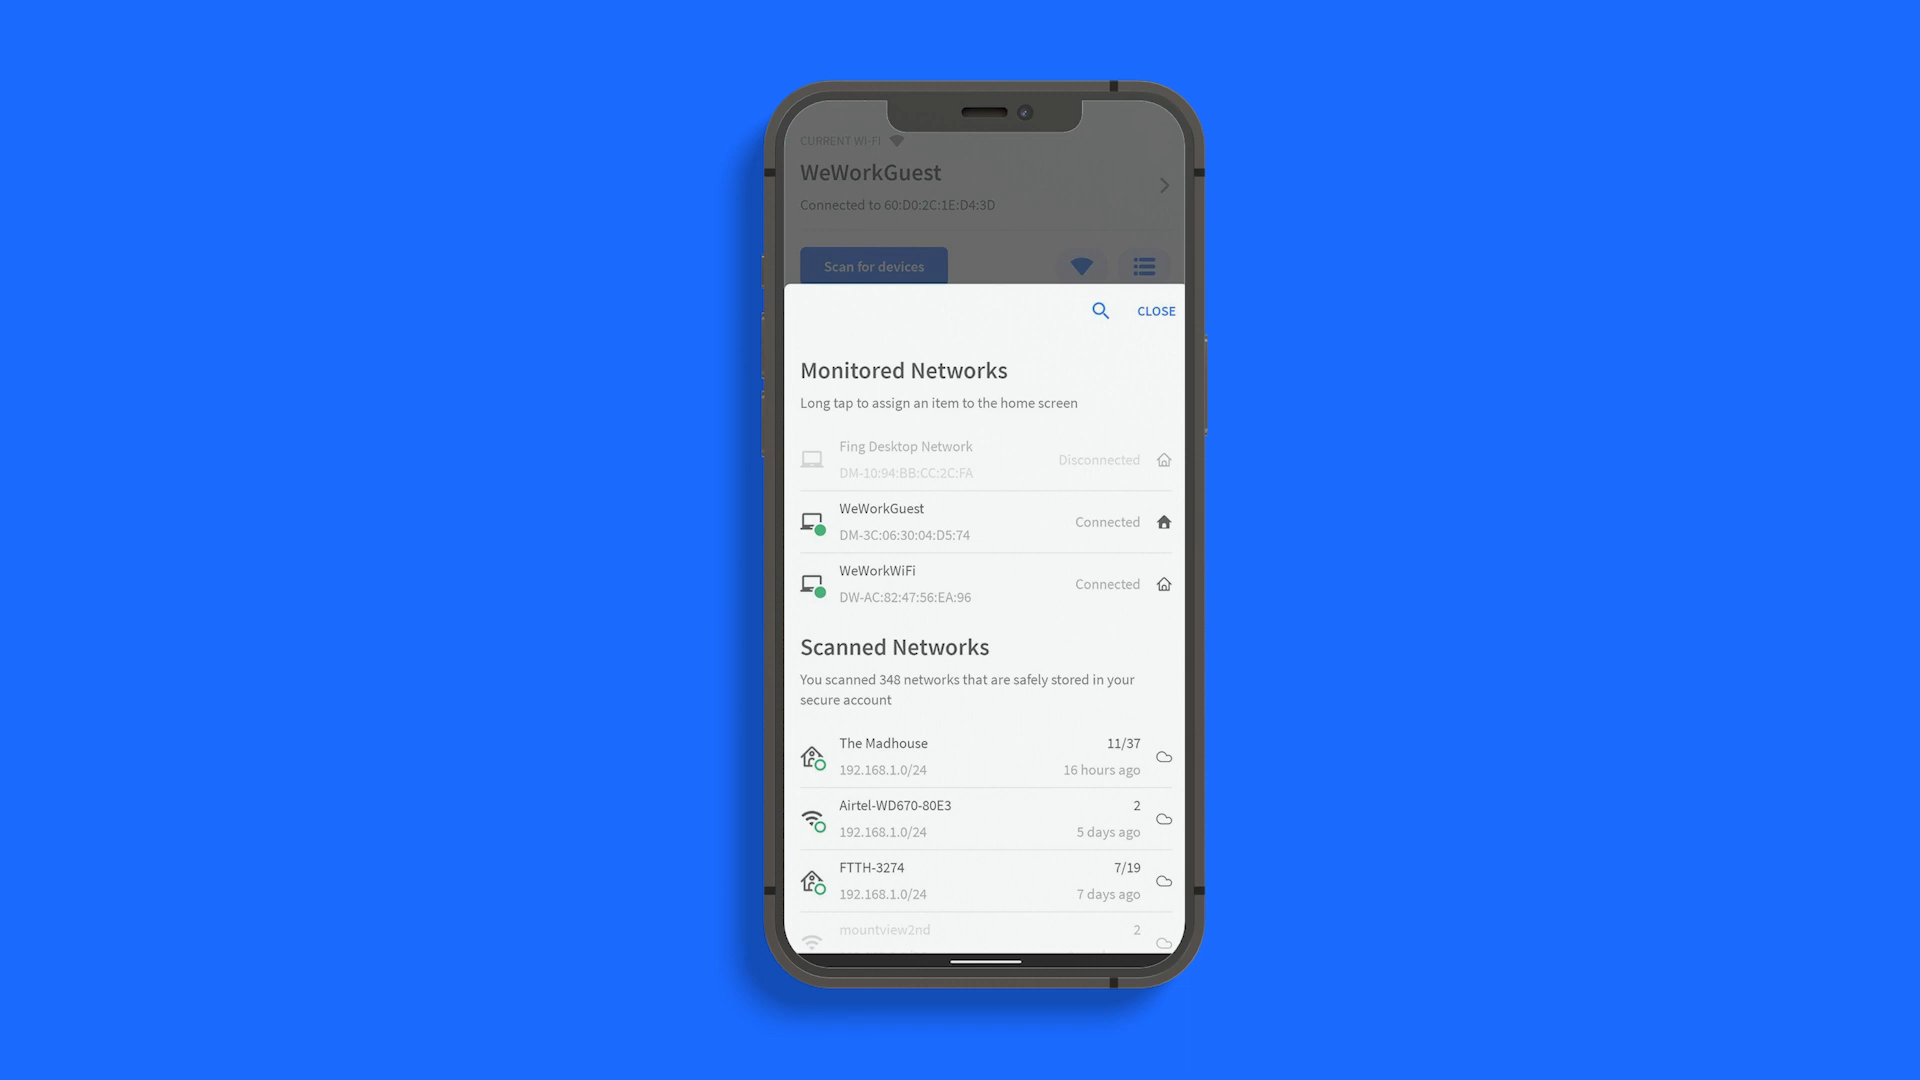 CURRENT WI-FI
WeWorkGuest
Connected to 60:D0:2C:1E:D4:3D
Scan for devices
CLOSE
Monitored Networks
Long tap to assign an item to the home screen
Fing Desktop Network
DM-10:94:BB:CC:2C:FA
Disconnected
WeWorkGuest
DM-3C:06:30:04:D5:74
Connected
WeWorkWiFi
DW-AC:82:47:56:EA:96
Connected
Scanned Networks
You scanned 348 networks that are safely stored in your
secure account
The Madhouse
11/37
192.168.1.0/24
16 hours ago
Airtel-WD670-80E3
2
192.168.1.0/24
5 days ago
FTTH-3274
7/19
192.168.1.0/24
7 days ago
mountview2nd
2